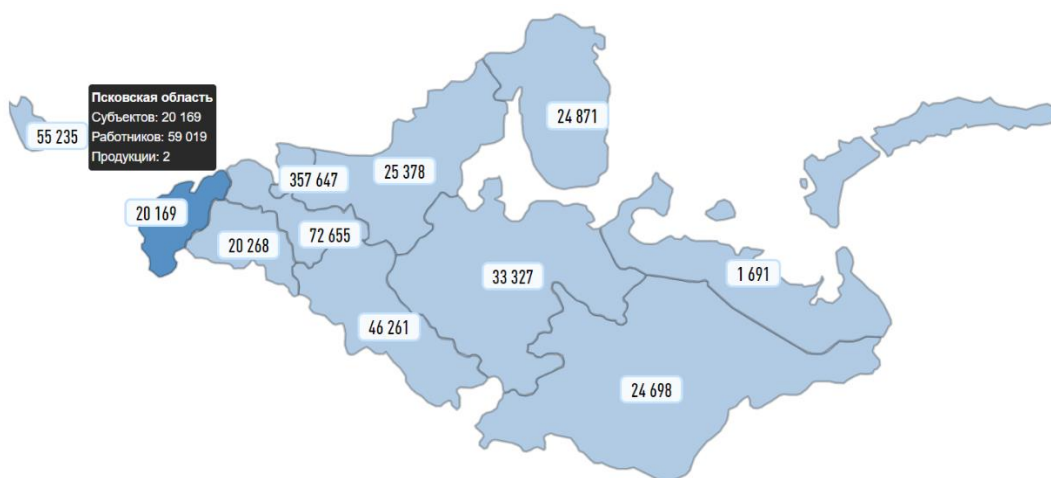 Псковская область
Субъектов: 20 169
Работников: 59 019
Продукции: 2
55 235
24 871
357 647
25 378
20 169
20 268
72 655
33 327
1 691
46 261
24 698